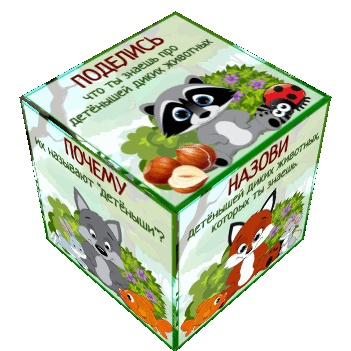 ПОДЕЛИСЬ
что ты знаешь про
детёнышей диких животных
ПОЧЕМУ
их называют "детёныши"?
НАЗОВИ
детёнышей диких животных,
которых ты знаешь